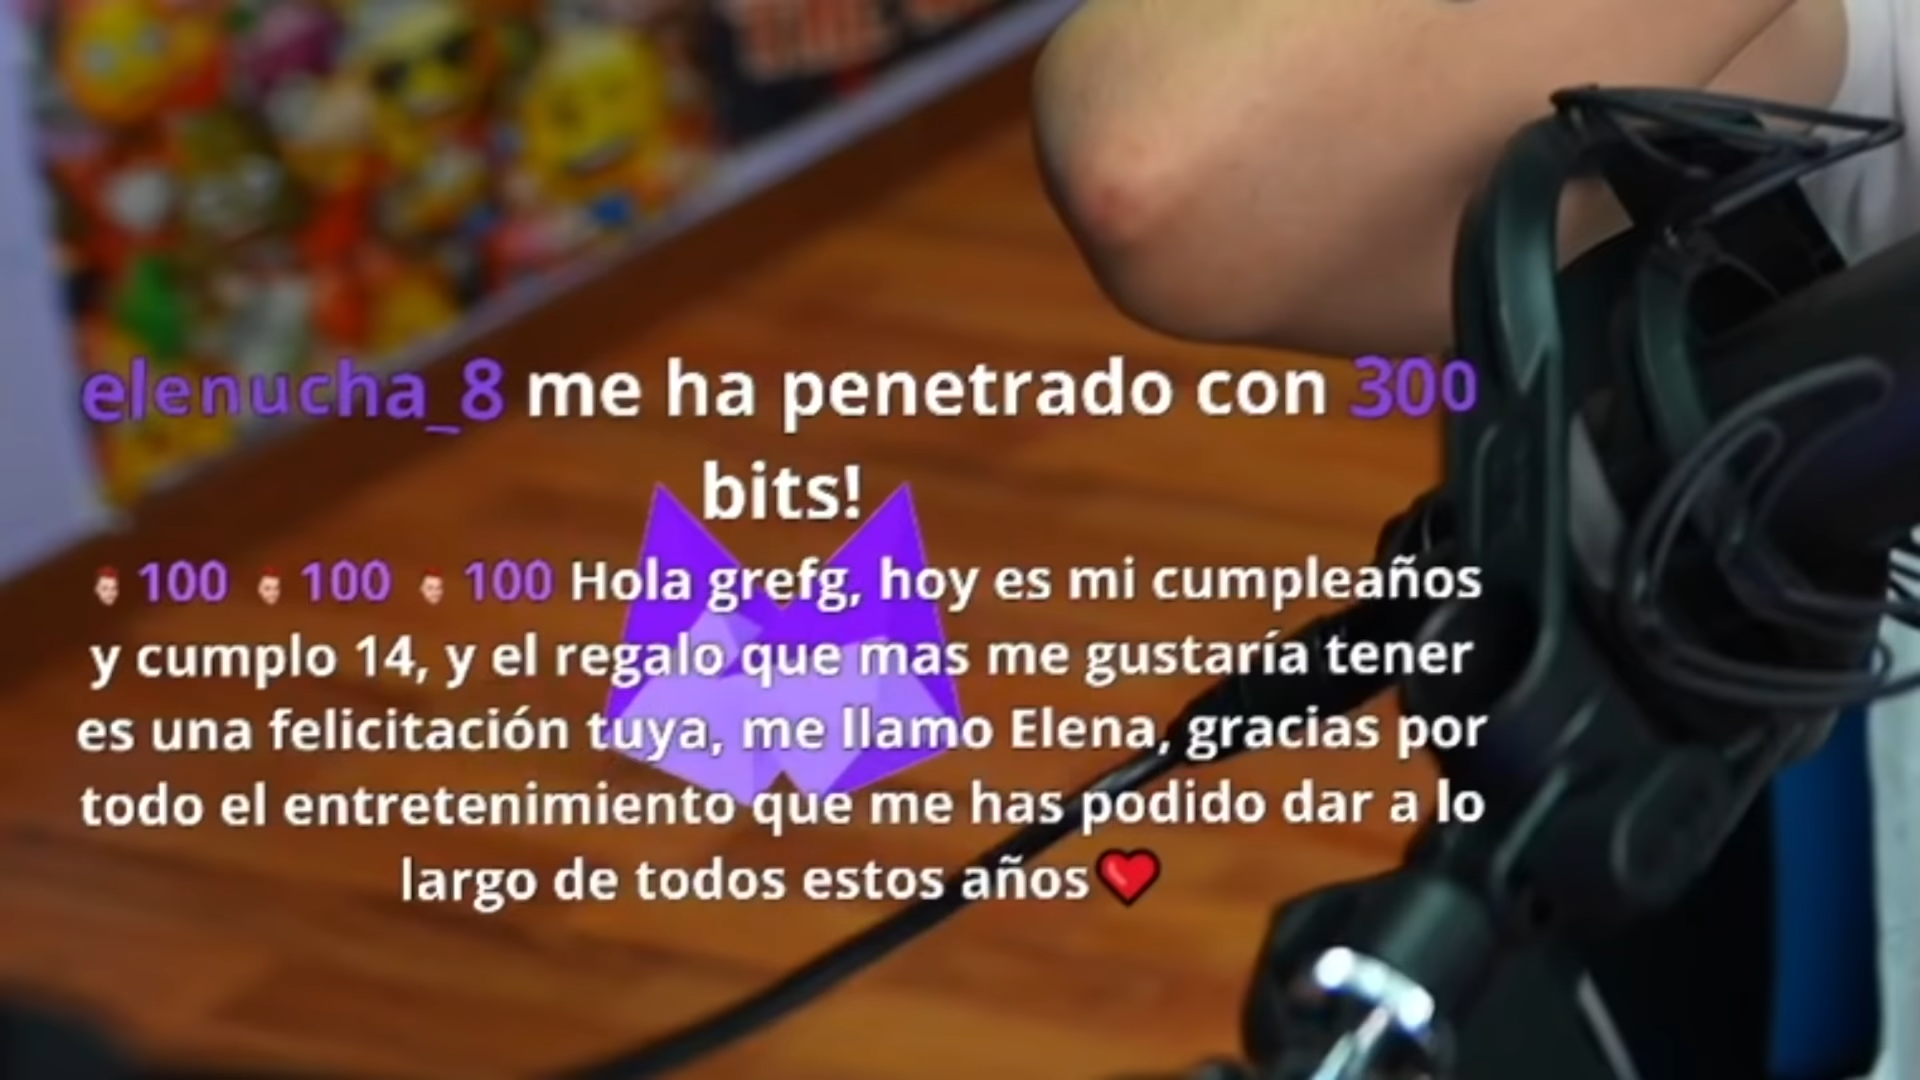 elenucha_8 me ha penetrado con 300
bits!
100 100 100 Hola grefg, hoy es mi cumpleaños
y cumplo 14, y el regalo que mas me gustaría tener
es una felicitación tuya, me llamo Elena, gracias por
todo el entretenimiento que me has podido dar a lo
largo de todos estos años❤️